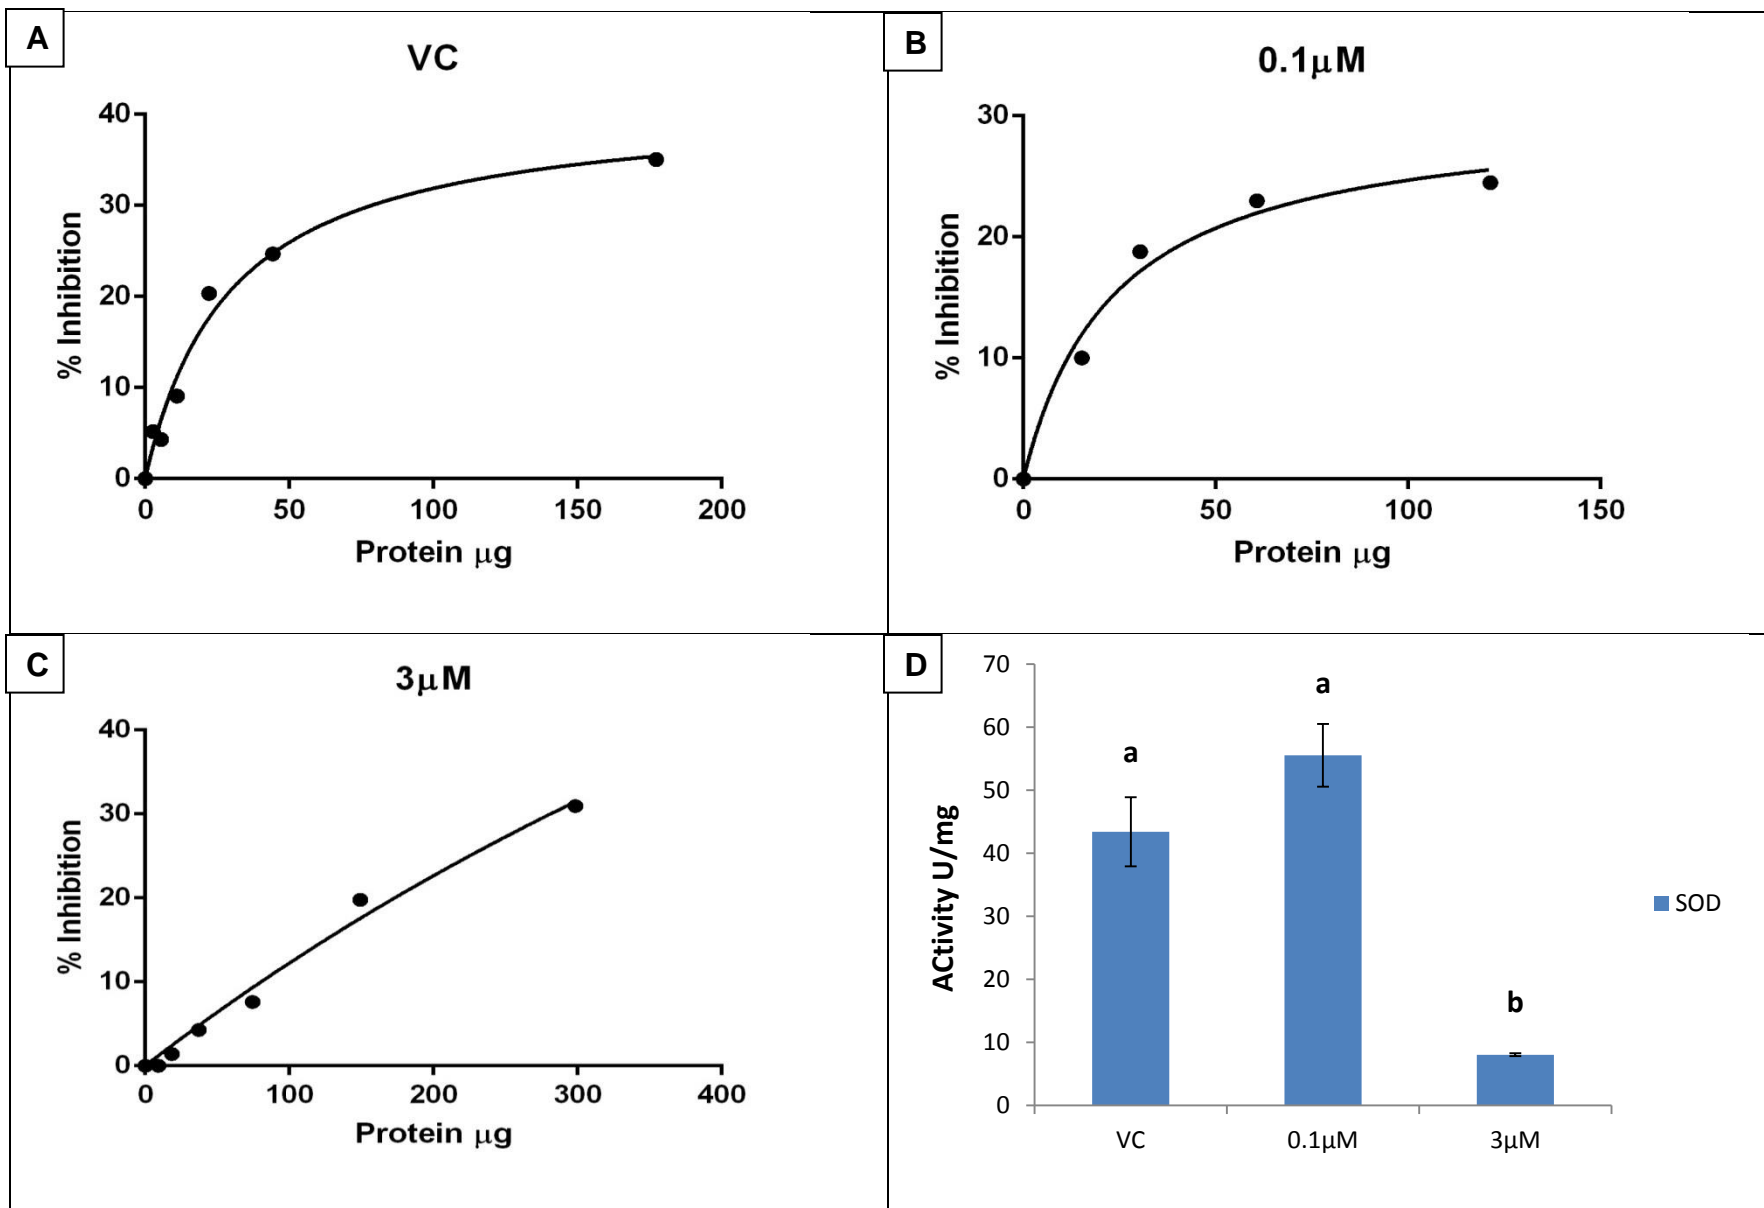 A
VC
40
30
20
10
0
% Inhibition
0 50 100 150 200
Protein μg
B
0.1μM
30
20
10
0
% Inhibition
0 50 100 150
Protein μg
C
3μM
40
30
20
10
0
% Inhibition
0 100 200 300 400
Protein μg
D
70
60
50
40
30
20
10
0
ACtivity U/mg
a
a
b
VC 0.1μM 3μM
SOD